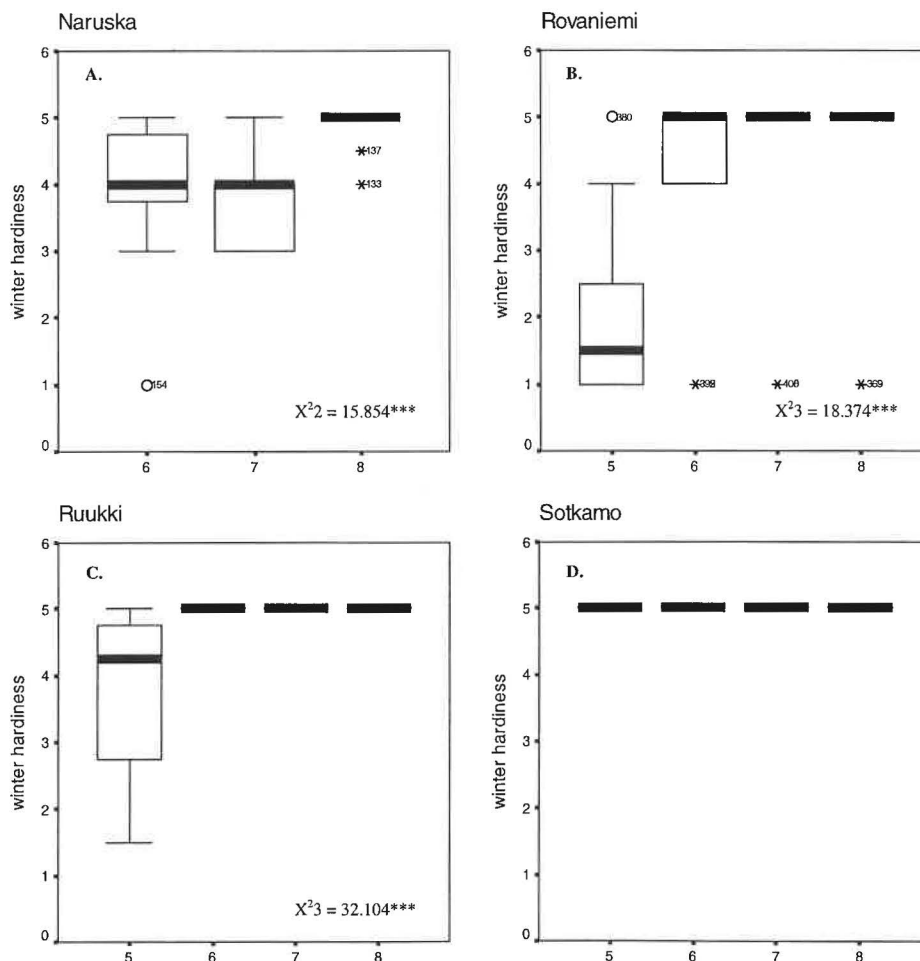 Naruska
6
A.
5
4
3
2
1
0
winter hardiness
137
133
154
X²2 = 15.854***
6 7 8
Rovaniemi
6
B.
5
4
3
2
1
0
winter hardiness
380
369
X²3 = 18.374***
5 6 7 8
Ruukki
6
C.
5
4
3
2
1
0
winter hardiness
X²3 = 32.104***
5 6 7 8
Sotkamo
6
D.
5
4
3
2
1
0
winter hardiness
5 6 7 8